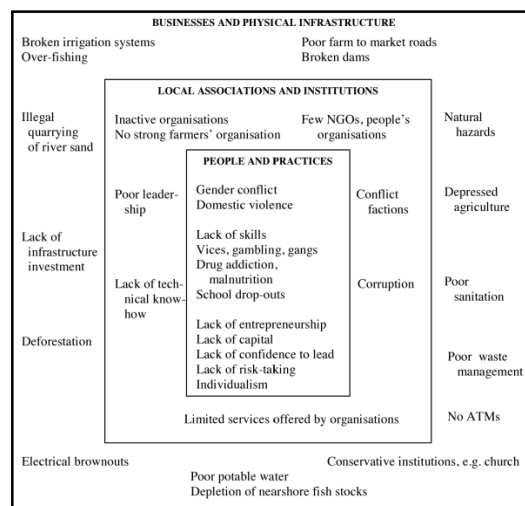 BUSINESSES AND PHYSICAL INFRASTRUCTURE
Broken irrigation systems
Over-fishing
Poor farm to market roads
Broken dams
LOCAL ASSOCIATIONS AND INSTITUTIONS
Illegal
quarrying
of river sand
Inactive organisations
No strong farmers' organisation
Few NGOs, people's
organisations
Natural
hazards
PEOPLE AND PRACTICES
Poor leader-
ship
Gender conflict
Domestic violence
Conflict
factions
Depressed
agriculture
Lack of
infrastructure
investment
Lack of skills
Vices, gambling, gangs
Drug addiction,
malnutrition
School drop-outs
Lack of tech-
nical know-
how
Corruption
Poor
sanitation
Deforestation
Lack of entrepreneurship
Lack of capital
Lack of confidence to lead
Lack of risk-taking
Individualism
Poor waste
management
Limited services offered by organisations
No ATMs
Electrical brownouts
Conservative institutions, e.g. church
Poor potable water
Depletion of nearshore fish stocks